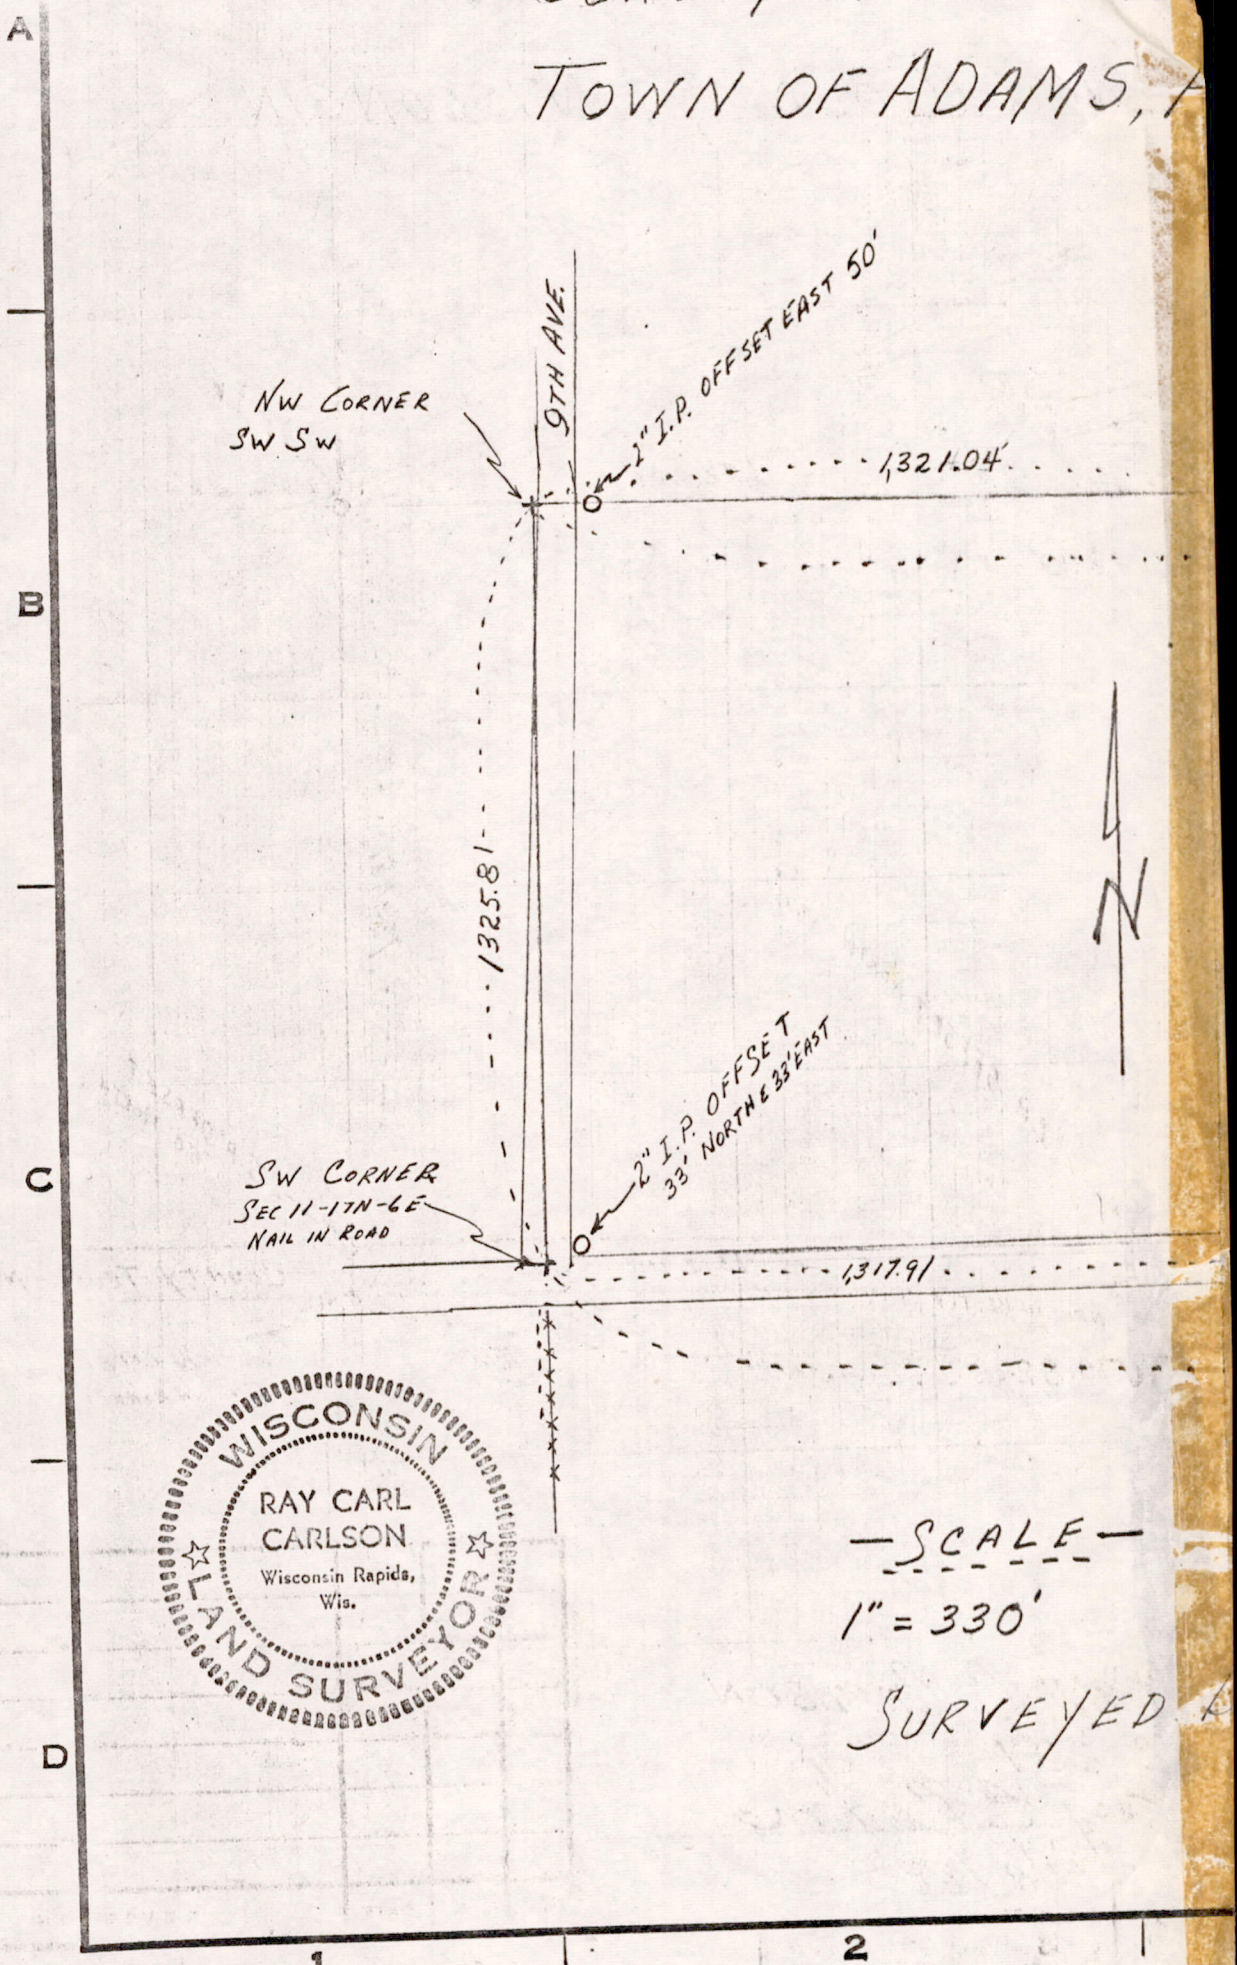 A
TOWN OF ADAMS,
9TH AVE.
2" I.P. OFFSET EAST 50'
NW CORNER
SW SW
1,321.04'
B
1325.81
2" I.P. OFFSET
33' NORTH & 33' EAST
C
SW CORNER
SEC 11-17N-6E
NAIL IN ROAD
1,317.91
WISCONSIN
RAY CARL
CARLSON
Wisconsin Rapids,
Wis.
LAND SURVEYOR
N
—SCALE—
1" = 330'
SURVEYED
D
1
2